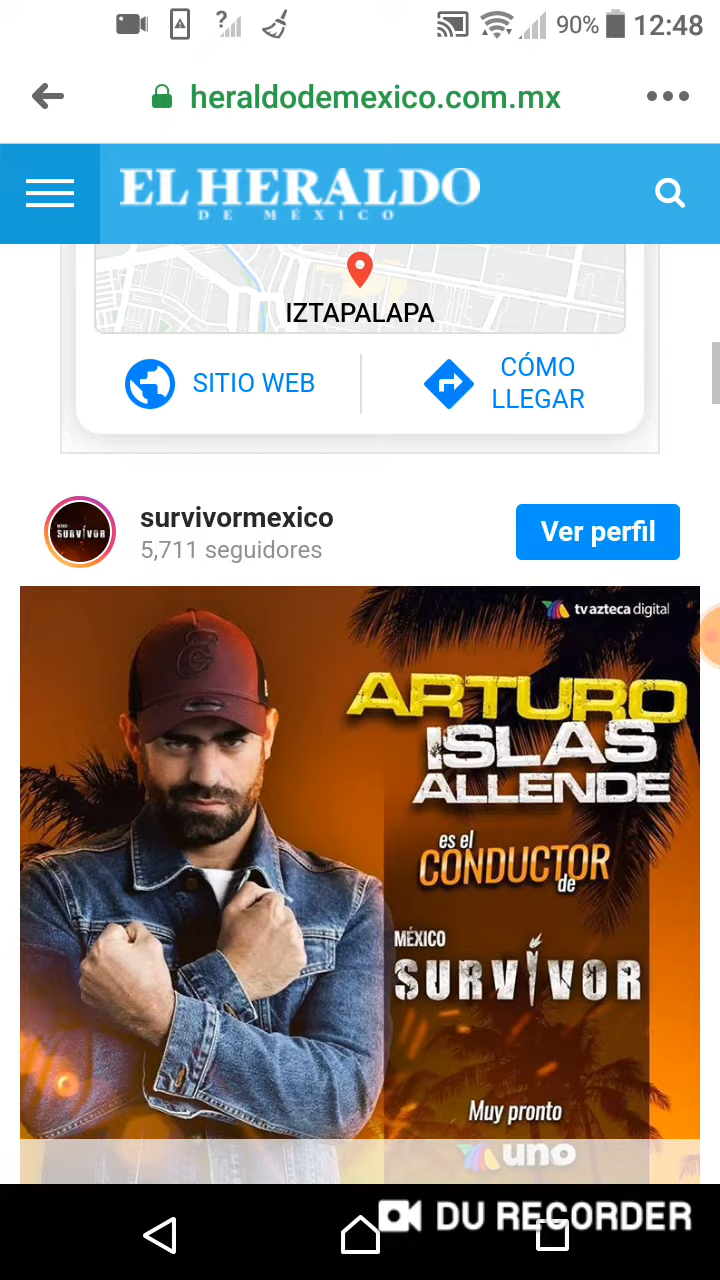 90% 12:48
heraldodemexico.com.mx
EL HERALDO
DE MÉXICO
IZTAPALAPA
SITIO WEB
CÓMO
LLEGAR
survivormexico
5,711 seguidores
Ver perfil
MÉXICO
SURVIVOR
tv azteca digital
ARTURO
ISLAS
ALLENDE
es el
CONDUCTOR
de
MÉXICO
SURVIVOR
Muy pronto
uno
DU RECORDER